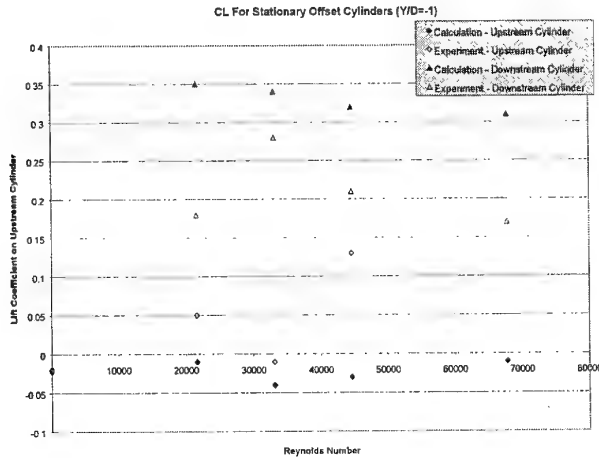 CL For Stationary Offset Cylinders (Y/D=-1)
Calculation - Upstream Cylinder
Experiment - Upstream Cylinder
Calculation - Downstream Cylinder
Experiment - Downstream Cylinder
0.4
0.35
0.3
0.25
0.2
0.15
0.1
0.05
0
-0.05
-0.1
Lift Coefficient on Upstream Cylinder
10000
20000
30000
40000
50000
60000
70000
80000
Reynolds Number